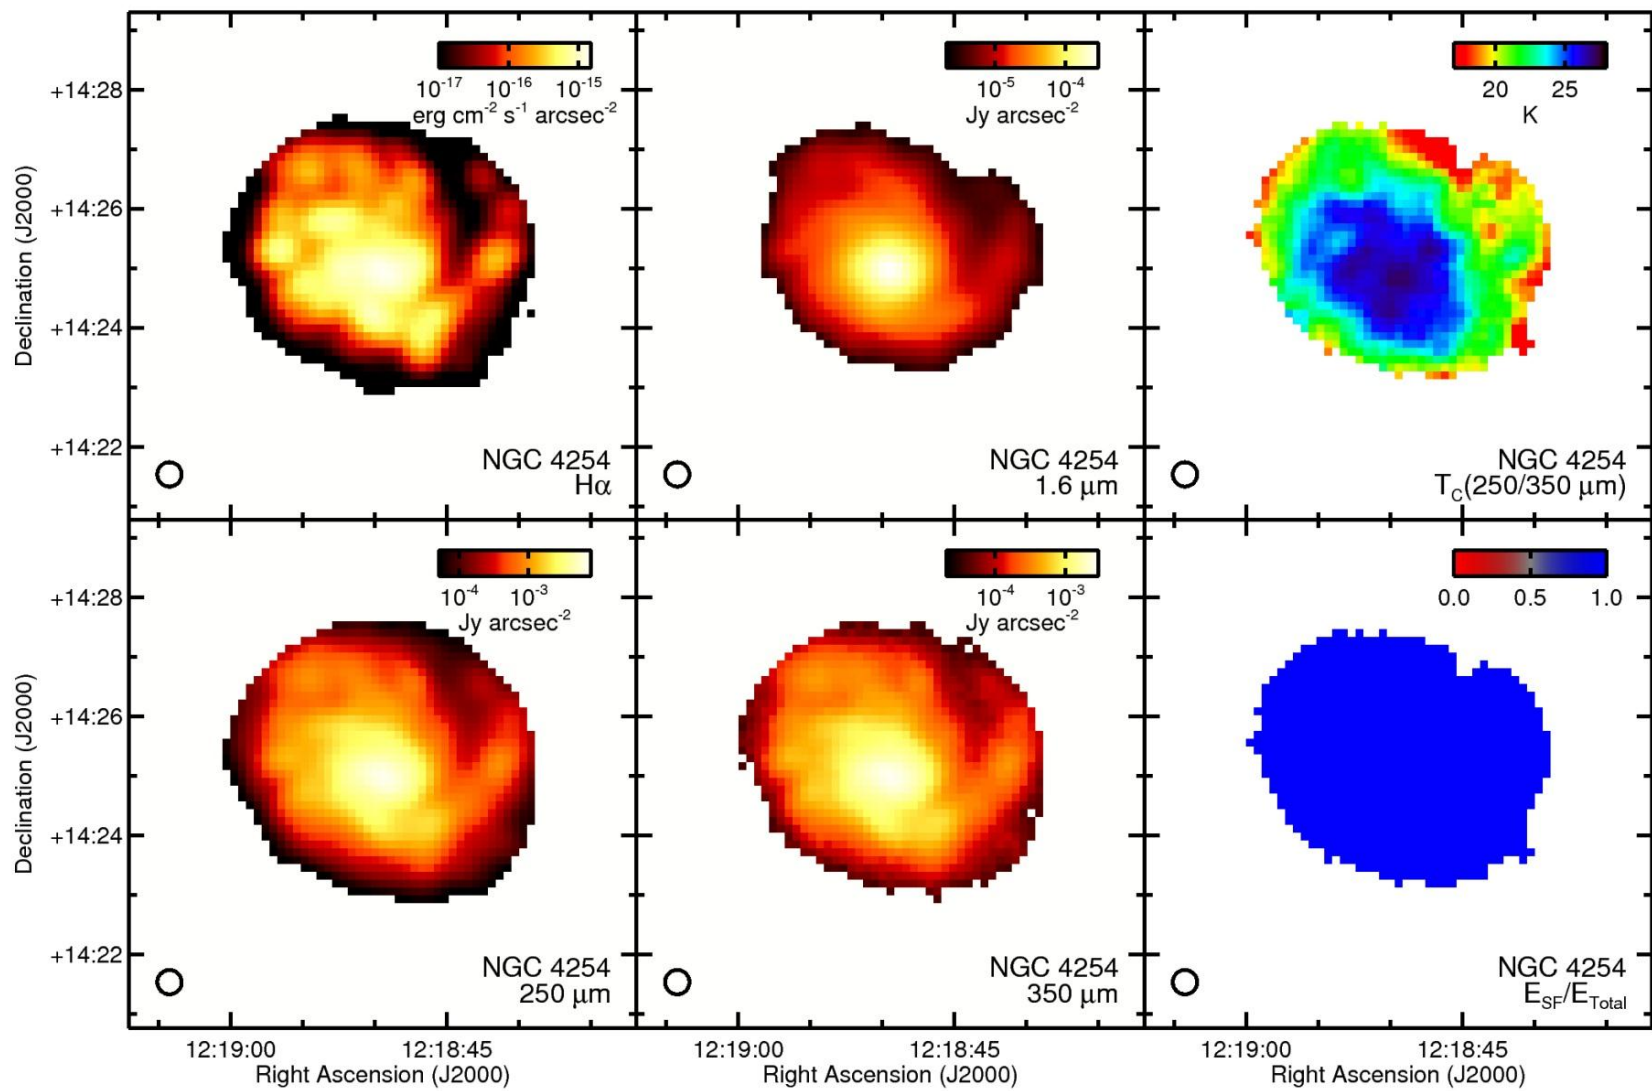 10⁻¹⁷ 10⁻¹⁶ 10⁻¹⁵
erg cm⁻² s⁻¹ arcsec⁻²
10⁻⁵ 10⁻⁴
Jy arcsec⁻²
20 25
K
+14:28
+14:26
+14:24
+14:22
Declination (J2000)
NGC 4254
Hα
NGC 4254
1.6 μm
NGC 4254
T_C(250/350 μm)
10⁻⁴ 10⁻³
Jy arcsec⁻²
10⁻⁴ 10⁻³
Jy arcsec⁻²
0.0 0.5 1.0
+14:28
+14:26
+14:24
+14:22
Declination (J2000)
NGC 4254
250 μm
NGC 4254
350 μm
NGC 4254
E_SF/E_Total
12:19:00 12:18:45
Right Ascension (J2000)
12:19:00 12:18:45
Right Ascension (J2000)
12:19:00 12:18:45
Right Ascension (J2000)